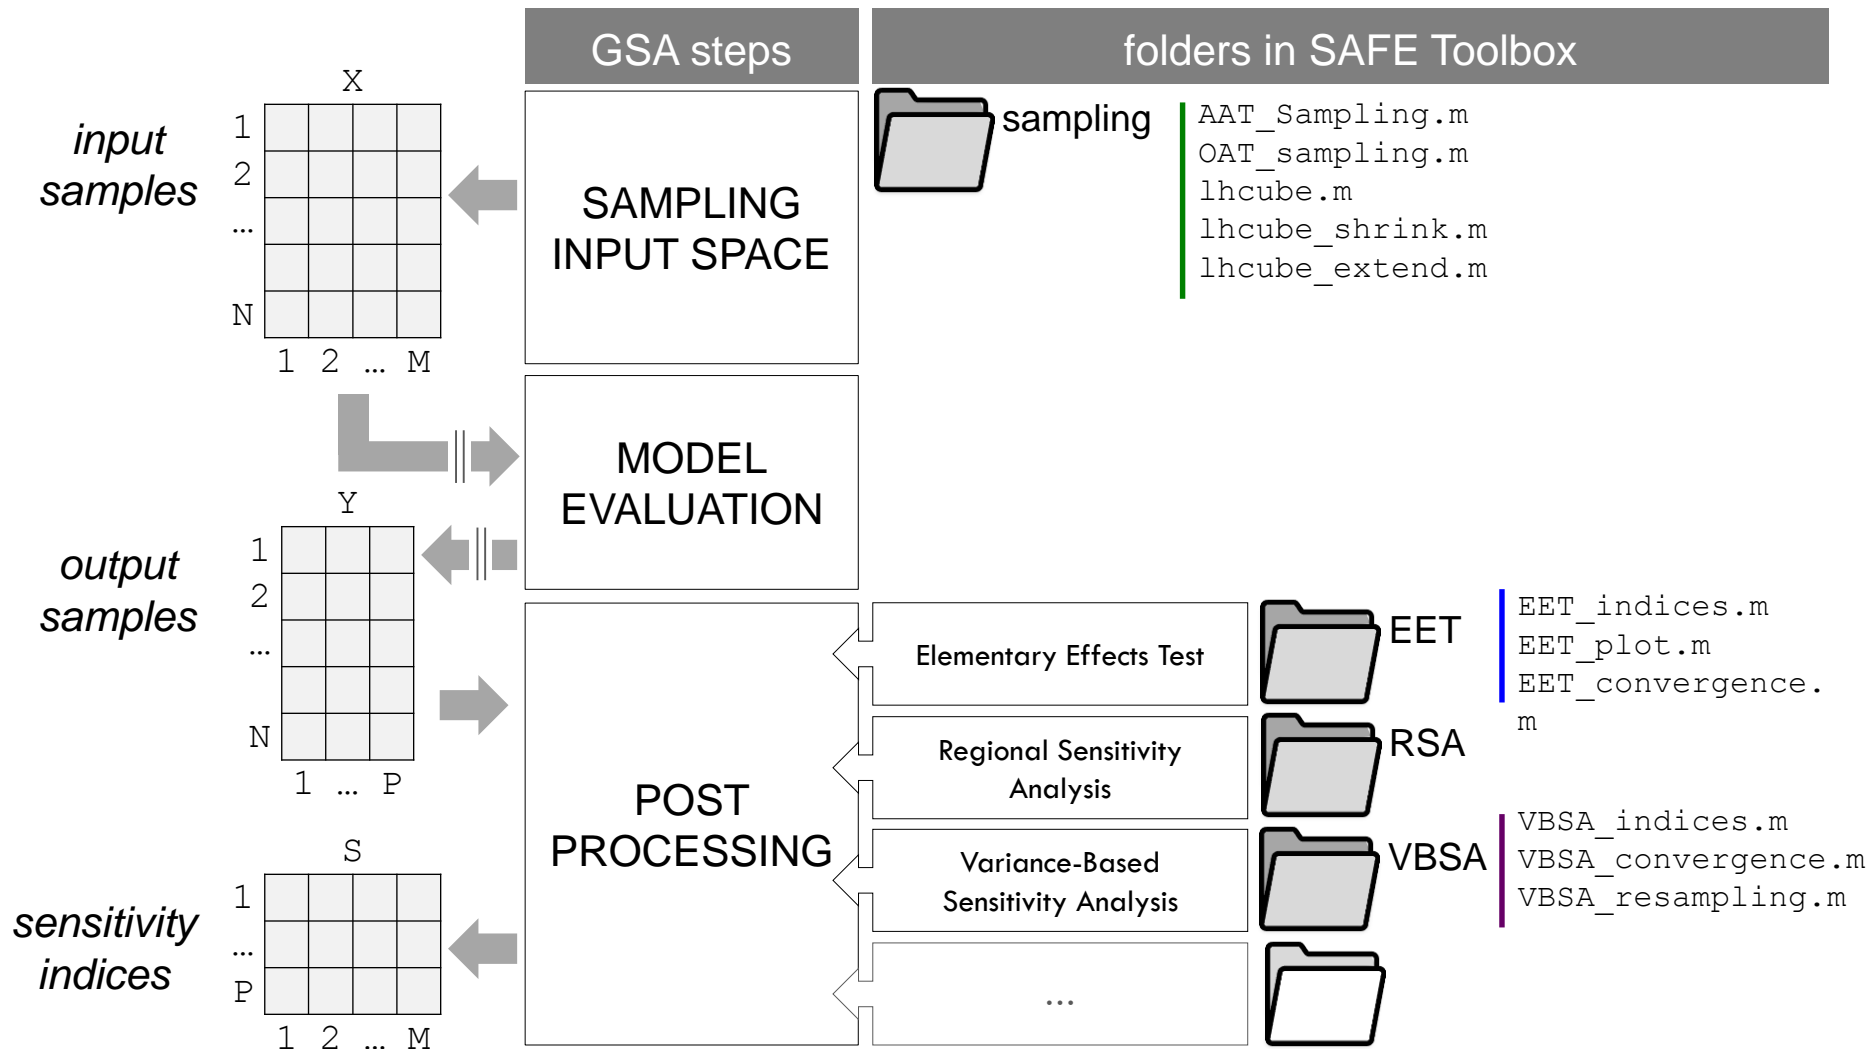 GSA steps
folders in SAFE Toolbox
X
input
samples
1
2
…
N
1 2 … M
SAMPLING
INPUT SPACE
sampling
AAT_Sampling.m
OAT_sampling.m
lhcube.m
lhcube_shrink.m
lhcube_extend.m
MODEL
EVALUATION
Y
output
samples
1
2
…
N
1 … P
POST
PROCESSING
Elementary Effects Test
EET
EET_indices.m
EET_plot.m
EET_convergence.
m
Regional Sensitivity
Analysis
RSA
Variance-Based
Sensitivity Analysis
VBSA
VBSA_indices.m
VBSA_convergence.m
VBSA_resampling.m
…
S
sensitivity
indices
1
…
P
1 2 … M